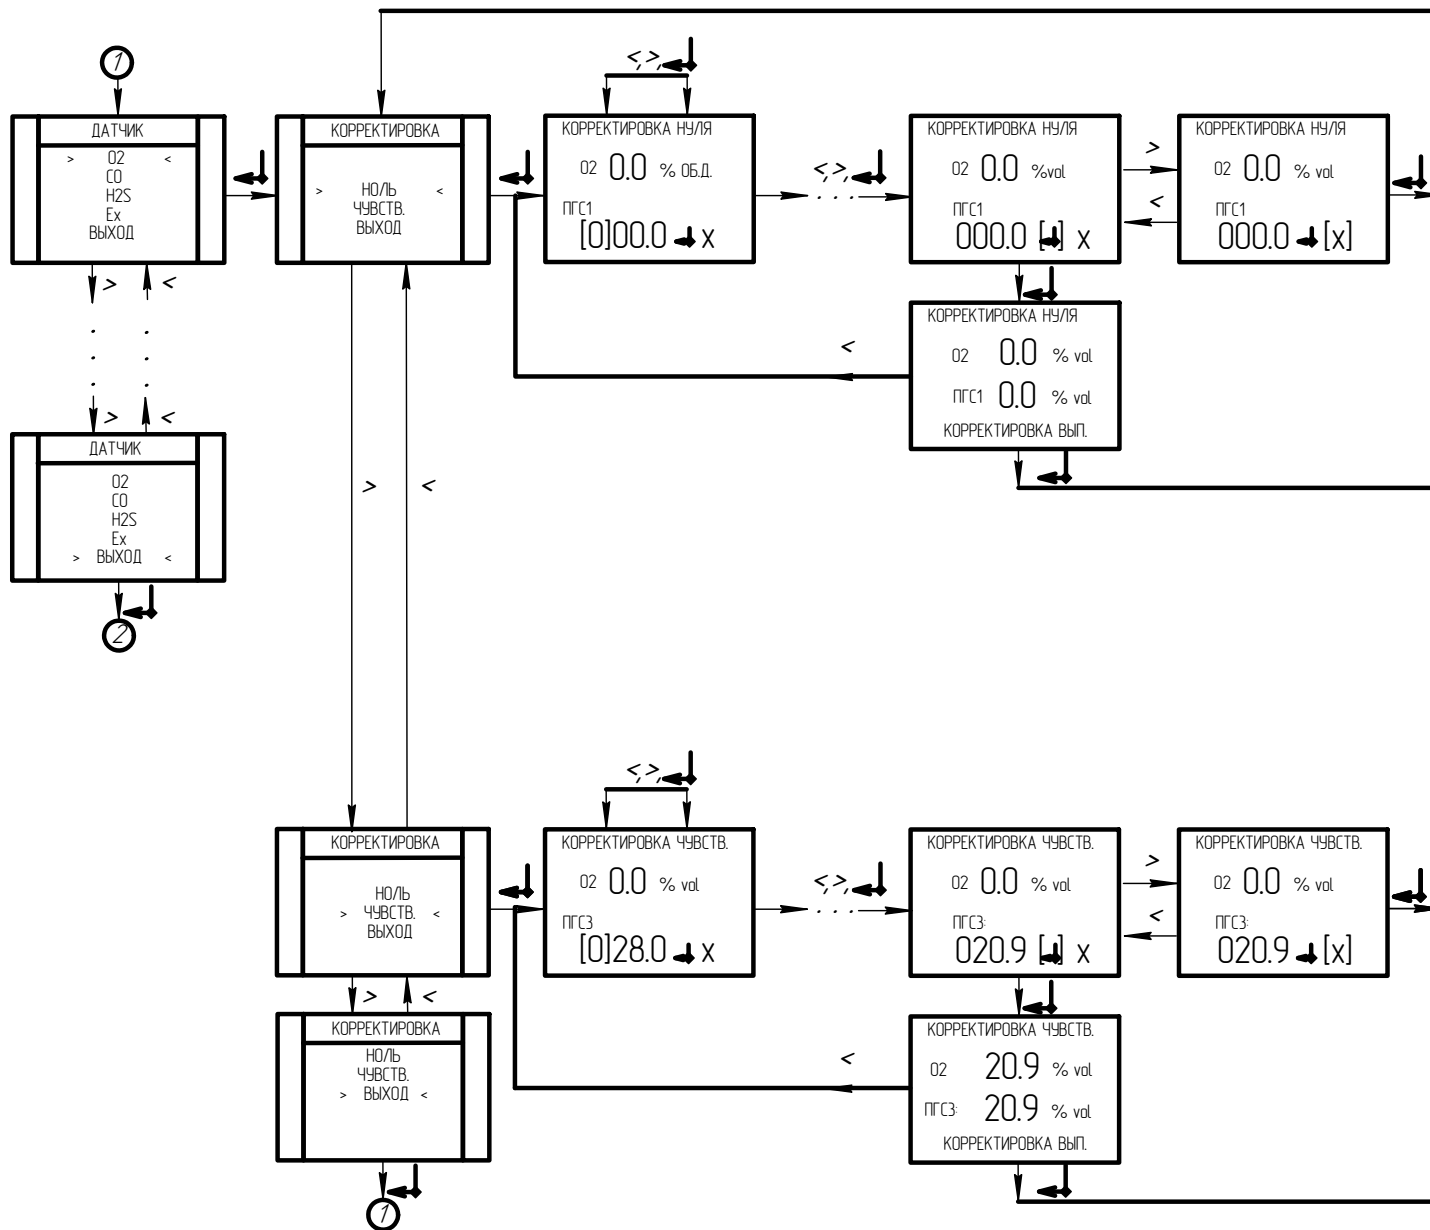 1
ДАТЧИК
> O2 <
CO
H2S
Ex
ВЫХОД
КОРРЕКТИРОВКА
> НОЛЬ <
ЧУВСТВ.
ВЫХОД
<,>,
КОРРЕКТИРОВКА НУЛЯ
O2 0.0 % ОБ.Д.
ПГС1
[0]00.0 X
<,>,
. . .
КОРРЕКТИРОВКА НУЛЯ
O2 0.0 %vol
ПГС1
000.0 [ ] X
>
<
КОРРЕКТИРОВКА НУЛЯ
O2 0.0 % vol
ПГС1
000.0 [x]
> <
> <
КОРРЕКТИРОВКА НУЛЯ
O2 0.0 % vol
ПГС1 0.0 % vol
КОРРЕКТИРОВКА ВЫП.
<
ДАТЧИК
O2
CO
H2S
Ex
> ВЫХОД <
2
> <
КОРРЕКТИРОВКА
НОЛЬ
> ЧУВСТВ. <
ВЫХОД
<,>,
КОРРЕКТИРОВКА ЧУВСТВ.
O2 0.0 % vol
ПГС3
[0]28.0 X
<,>,
. . .
КОРРЕКТИРОВКА ЧУВСТВ.
O2 0.0 % vol
ПГС3:
020.9 [ ] X
>
<
КОРРЕКТИРОВКА ЧУВСТВ.
O2 0.0 % vol
ПГС3:
020.9 [x]
> <
КОРРЕКТИРОВКА
НОЛЬ
ЧУВСТВ.
> ВЫХОД <
1
<
КОРРЕКТИРОВКА ЧУВСТВ.
O2 20.9 % vol
ПГС3: 20.9 % vol
КОРРЕКТИРОВКА ВЫП.